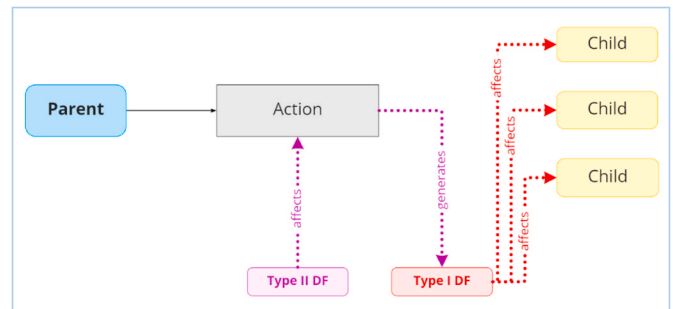 Child
Parent
Action
affects
Child
affects
affects
generates
Child
affects
Type II DF
Type I DF